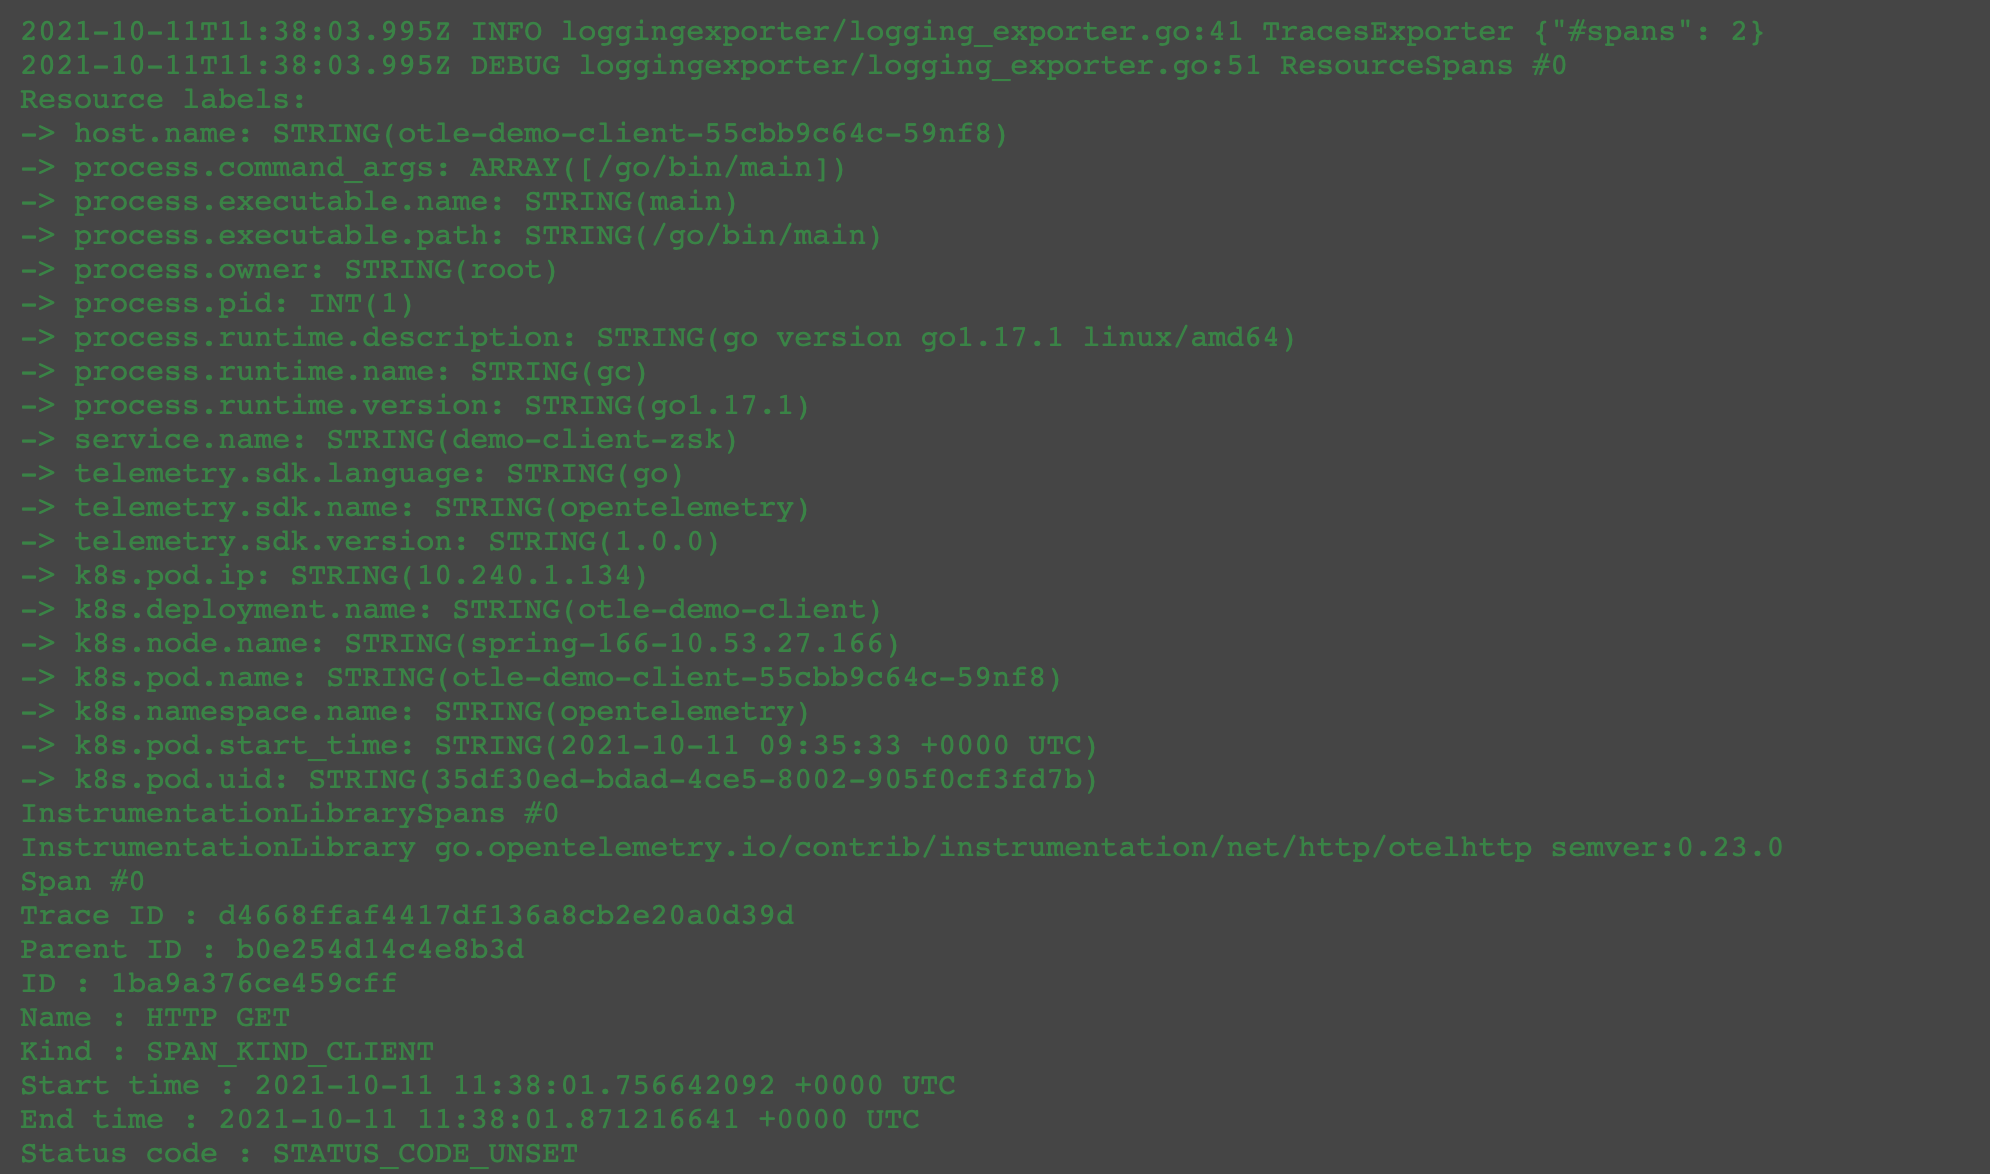 2021-10-11T11:38:03.995Z INFO loggingexporter/logging_exporter.go:41 TracesExporter {"#spans": 2}
2021-10-11T11:38:03.995Z DEBUG loggingexporter/logging_exporter.go:51 ResourceSpans #0
Resource labels:
-> host.name: STRING(otle-demo-client-55cbb9c64c-59nf8)
-> process.command_args: ARRAY([/go/bin/main])
-> process.executable.name: STRING(main)
-> process.executable.path: STRING(/go/bin/main)
-> process.owner: STRING(root)
-> process.pid: INT(1)
-> process.runtime.description: STRING(go version go1.17.1 linux/amd64)
-> process.runtime.name: STRING(gc)
-> process.runtime.version: STRING(go1.17.1)
-> service.name: STRING(demo-client-zsk)
-> telemetry.sdk.language: STRING(go)
-> telemetry.sdk.name: STRING(opentelemetry)
-> telemetry.sdk.version: STRING(1.0.0)
-> k8s.pod.ip: STRING(10.240.1.134)
-> k8s.deployment.name: STRING(otle-demo-client)
-> k8s.node.name: STRING(spring-166-10.53.27.166)
-> k8s.pod.name: STRING(otle-demo-client-55cbb9c64c-59nf8)
-> k8s.namespace.name: STRING(opentelemetry)
-> k8s.pod.start_time: STRING(2021-10-11 09:35:33 +0000 UTC)
-> k8s.pod.uid: STRING(35df30ed-bdad-4ce5-8002-905f0cf3fd7b)
InstrumentationLibrarySpans #0
InstrumentationLibrary go.opentelemetry.io/contrib/instrumentation/net/http/otelhttp semver:0.23.0
Span #0
Trace ID : d4668ffaf4417df136a8cb2e20a0d39d
Parent ID : b0e254d14c4e8b3d
ID : 1ba9a376ce459cff
Name : HTTP GET
Kind : SPAN_KIND_CLIENT
Start time : 2021-10-11 11:38:01.756642092 +0000 UTC
End time : 2021-10-11 11:38:01.871216641 +0000 UTC
Status code : STATUS_CODE_UNSET